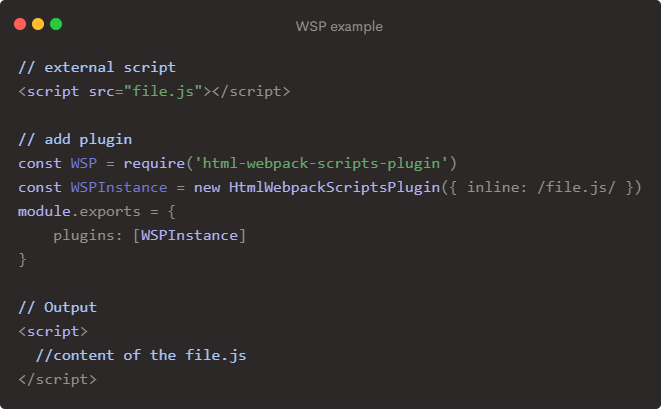 WSP example
// external script
<script src="file.js"></script>
// add plugin
const WSP = require('html-webpack-scripts-plugin')
const WSPInstance = new HtmlWebpackScriptsPlugin({ inline: /file.js/ })
module.exports = {
    plugins: [WSPInstance]
}
// Output
<script>
  //content of the file.js
</script>